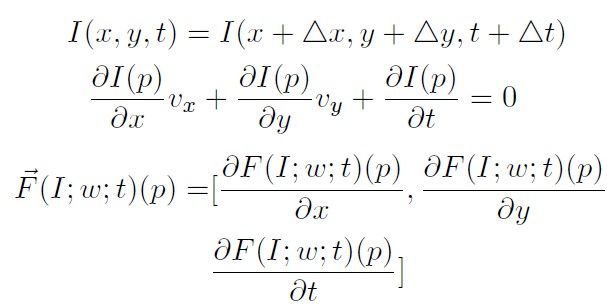 I(x, y, t) = I(x + △x, y + △y, t + △t)
∂I(p)/∂x v_x + ∂I(p)/∂y v_y + ∂I(p)/∂t = 0
F⃗(I; w; t)(p) =[∂F(I; w; t)(p)/∂x, ∂F(I; w; t)(p)/∂y
∂F(I; w; t)(p)/∂t]